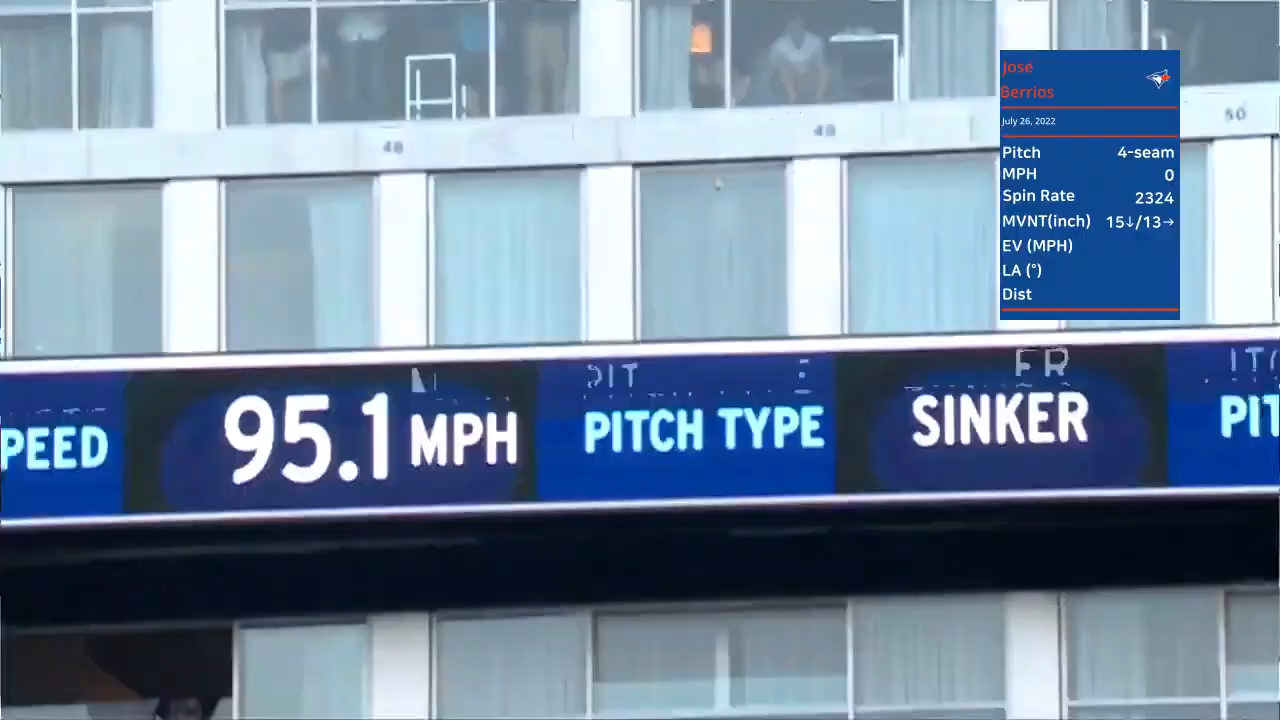 Jose
Berrios
July 26, 2022
Pitch 4-seam
MPH 0
Spin Rate 2324
MVNT(inch) 15↓/13→
EV (MPH)
LA (°)
Dist
48
48
50
PEED 95.1 MPH PITCH TYPE SINKER PIT